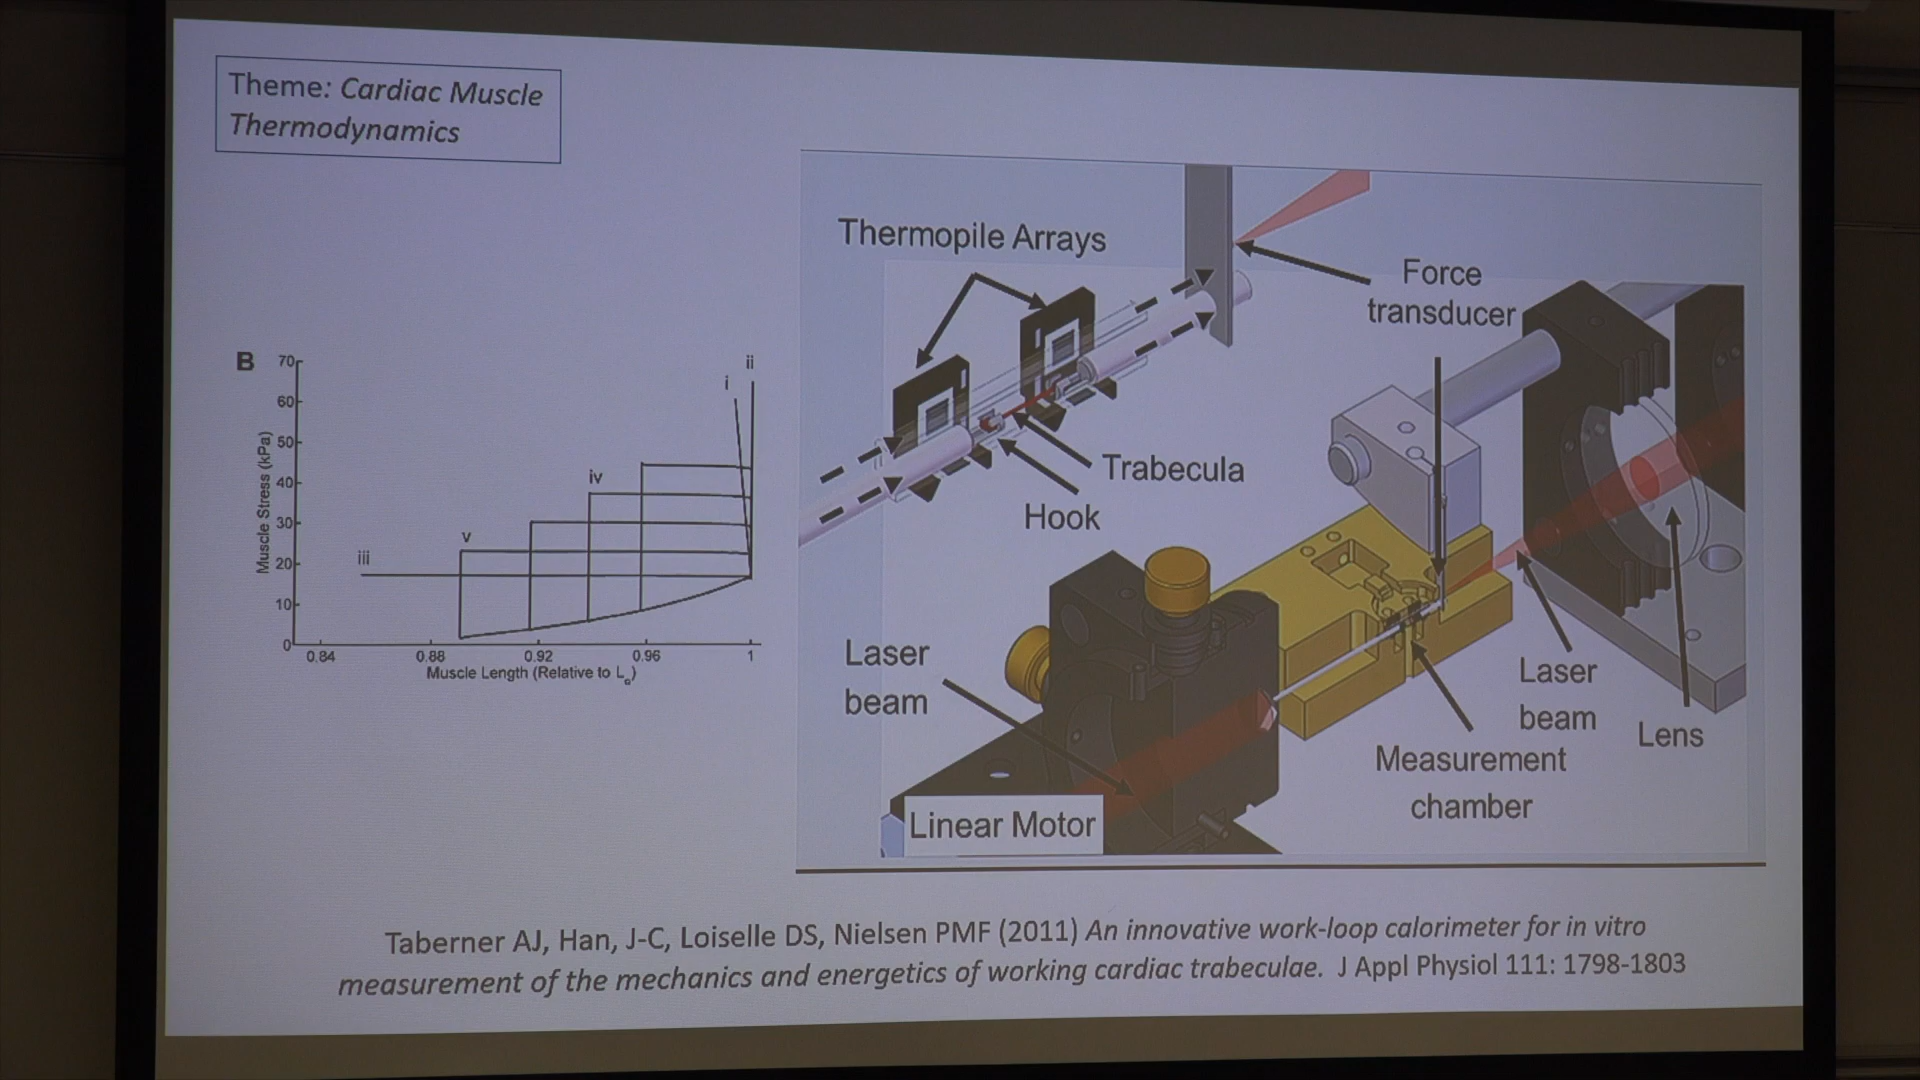 Theme: Cardiac Muscle
Thermodynamics
B
70
60
50
40
30
20
10
0
Muscle Stress (kPa)
i
ii
iii
iv
v
0.84
0.88
0.92
0.96
1
Muscle Length (Relative to Lo)
Thermopile Arrays
Force
transducer
Trabecula
Hook
Laser
beam
Linear Motor
Laser
beam
Lens
Measurement
chamber
Taberner AJ, Han, J-C, Loiselle DS, Nielsen PMF (2011) An innovative work-loop calorimeter for in vitro
measurement of the mechanics and energetics of working cardiac trabeculae. J Appl Physiol 111: 1798-1803